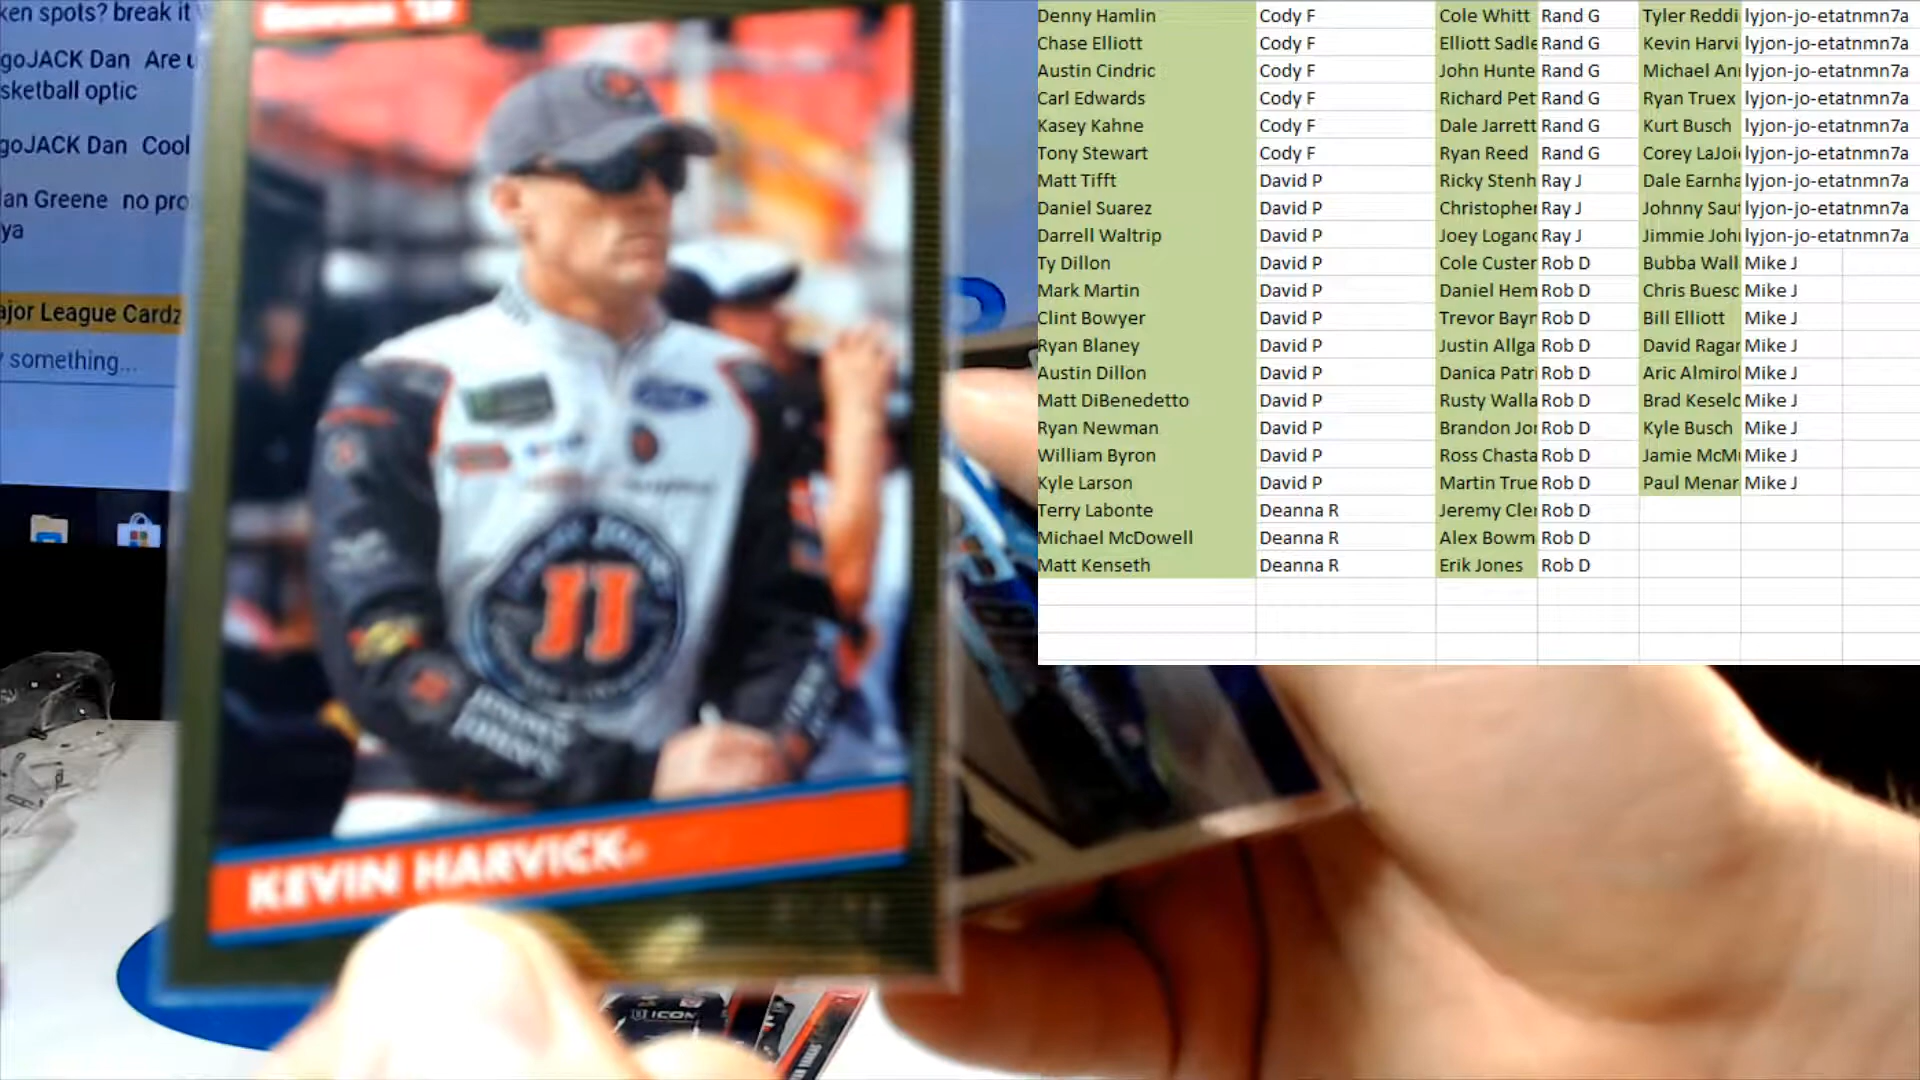 ken spots? break it
goJACK Dan Are u
sketball optic
goJACK Dan Cool
lan Greene no pro
ya
ajor League Cardz
something...
KEVIN HARVICK
ICON
Denny Hamlin Cody F Cole Whitt Rand G Tyler Reddi lyjon-jo-etatnmn7a
Chase Elliott Cody F Elliott Sadle Rand G Kevin Harvi lyjon-jo-etatnmn7a
Austin Cindric Cody F John Hunte Rand G Michael An lyjon-jo-etatnmn7a
Carl Edwards Cody F Richard Pet Rand G Ryan Truex lyjon-jo-etatnmn7a
Kasey Kahne Cody F Dale Jarrett Rand G Kurt Busch lyjon-jo-etatnmn7a
Tony Stewart Cody F Ryan Reed Rand G Corey LaJoi lyjon-jo-etatnmn7a
Matt Tifft David P Ricky Stenh Ray J Dale Earnha lyjon-jo-etatnmn7a
Daniel Suarez David P Christopher Ray J Johnny Sau lyjon-jo-etatnmn7a
Darrell Waltrip David P Joey Logano Ray J Jimmie John lyjon-jo-etatnmn7a
Ty Dillon David P Cole Custer Rob D Bubba Wall Mike J
Mark Martin David P Daniel Hem Rob D Chris Buesc Mike J
Clint Bowyer David P Trevor Bayn Rob D Bill Elliott Mike J
Ryan Blaney David P Justin Allga Rob D David Ragan Mike J
Austin Dillon David P Danica Patri Rob D Aric Almirol Mike J
Matt DiBenedetto David P Rusty Walla Rob D Brad Keselo Mike J
Ryan Newman David P Brandon Jon Rob D Kyle Busch Mike J
William Byron David P Ross Chasta Rob D Jamie McMu Mike J
Kyle Larson David P Martin True Rob D Paul Menar Mike J
Terry Labonte Deanna R Jeremy Cle Rob D
Michael McDowell Deanna R Alex Bowm Rob D
Matt Kenseth Deanna R Erik Jones Rob D